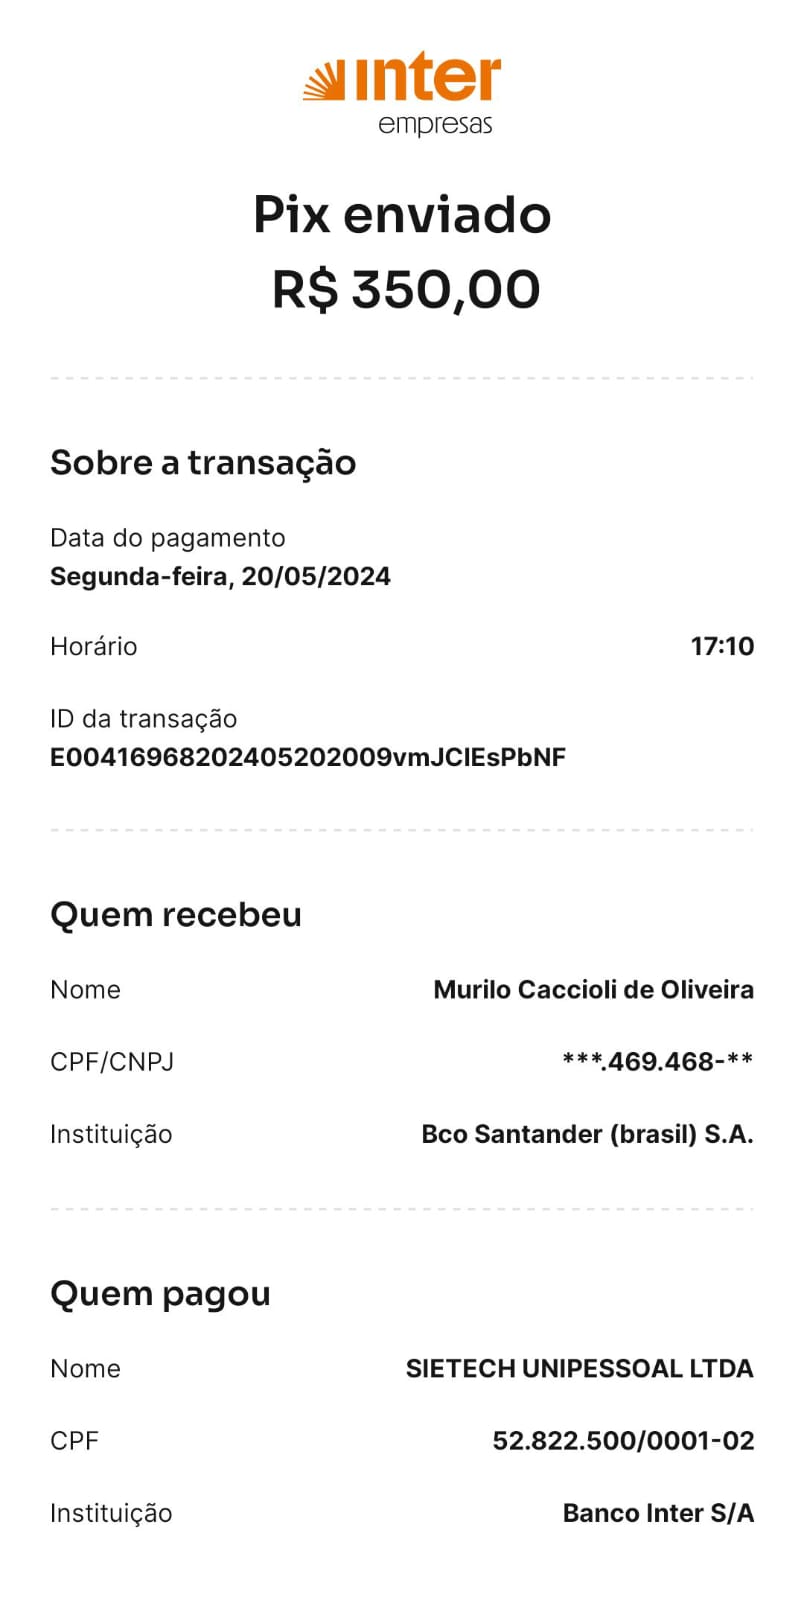 inter
empresas
Pix enviado
R$ 350,00
Sobre a transação
Data do pagamento
Segunda-feira, 20/05/2024
Horário 17:10
ID da transação
E00416968202405202009vmJClEsPbNF
Quem recebeu
Nome Murilo Caccioli de Oliveira
CPF/CNPJ ***.469.468-**
Instituição Bco Santander (brasil) S.A.
Quem pagou
Nome SIETECH UNIPESSOAL LTDA
CPF 52.822.500/0001-02
Instituição Banco Inter S/A